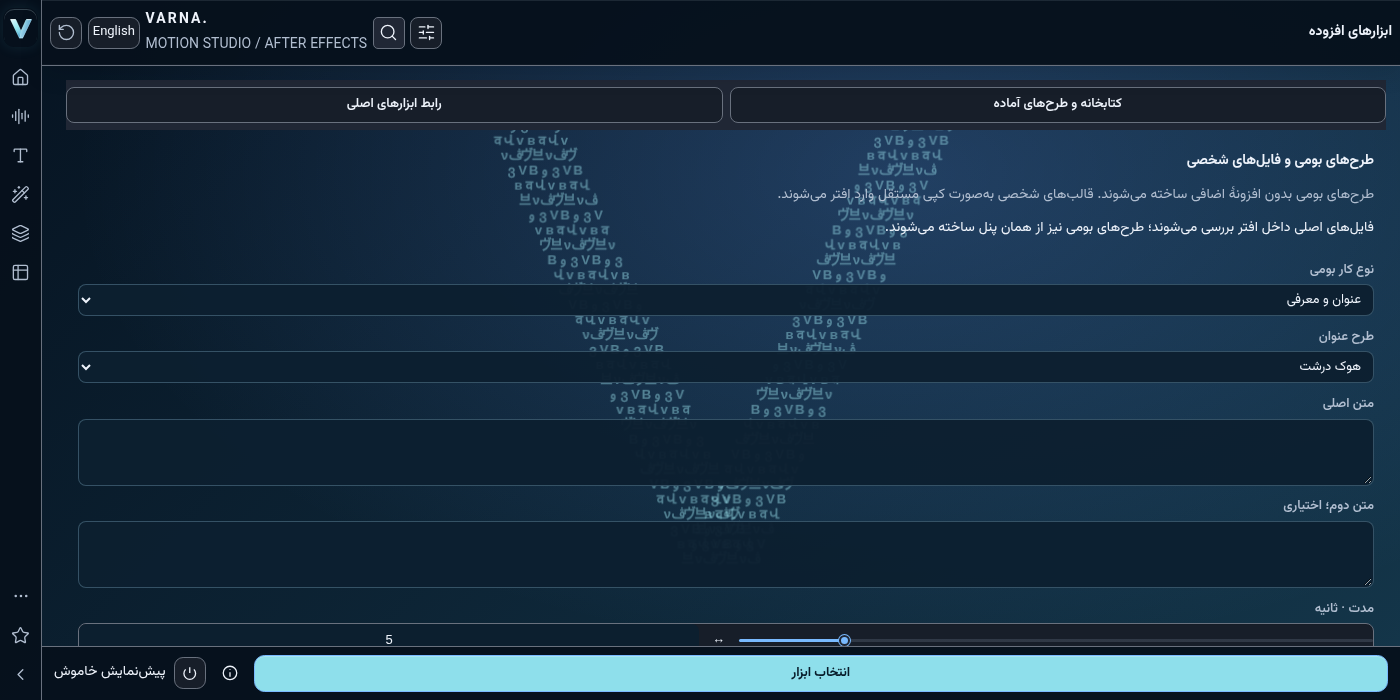 ابزارهای افزوده
VARNA.
English
MOTION STUDIO / AFTER EFFECTS
کتابخانه و طرح‌های آماده
رابط ابزارهای اصلی
طرح‌های بومی و فایل‌های شخصی
طرح‌های بومی بدون افزونهٔ اضافی ساخته می‌شوند. قالب‌های شخصی به‌صورت کپی مستقل وارد افتر می‌شوند.
فایل‌های اصلی داخل افتر بررسی می‌شوند؛ طرح‌های بومی نیز از همان پنل ساخته می‌شوند.
نوع کار بومی
عنوان و معرفی
طرح عنوان
هوک درشت
متن اصلی
متن دوم؛ اختیاری
مدت · ثانیه
5
انتخاب ابزار
پیش‌نمایش خاموش